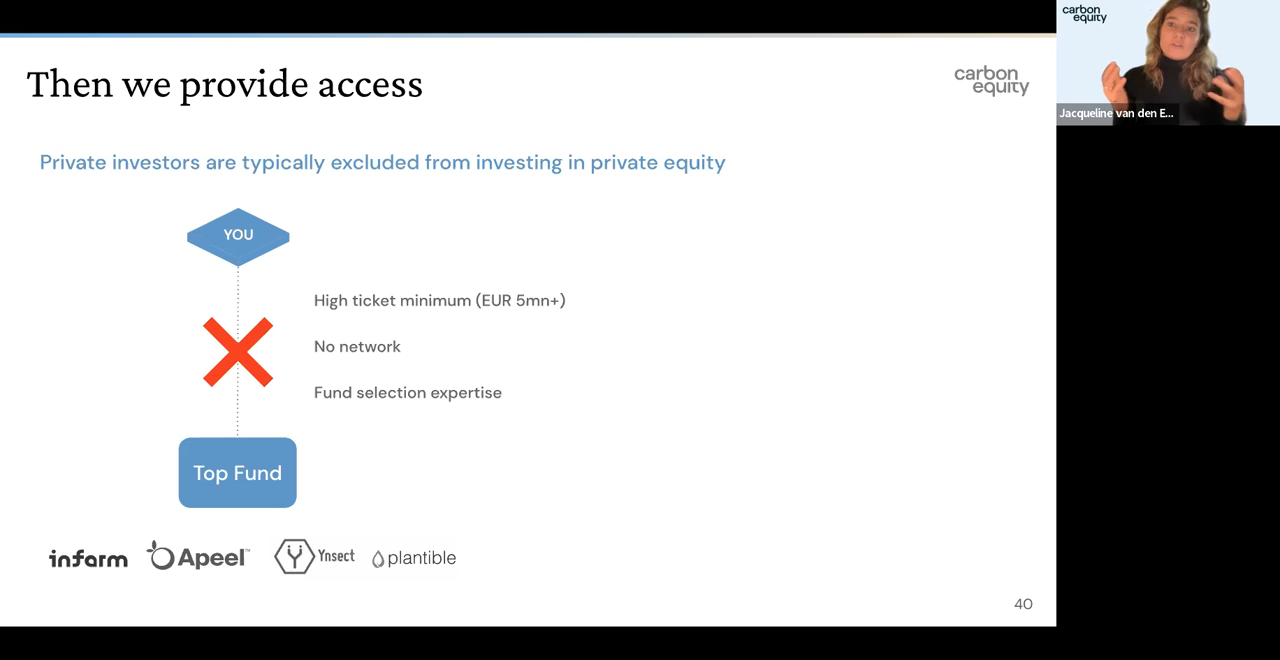 Then we provide access
carbon
equity
Private investors are typically excluded from investing in private equity
YOU
High ticket minimum (EUR 5mn+)
No network
Fund selection expertise
Top Fund
infarm
Apeel™
Ynsect
plantible
40
carbon
equity
Jacqueline van den E...